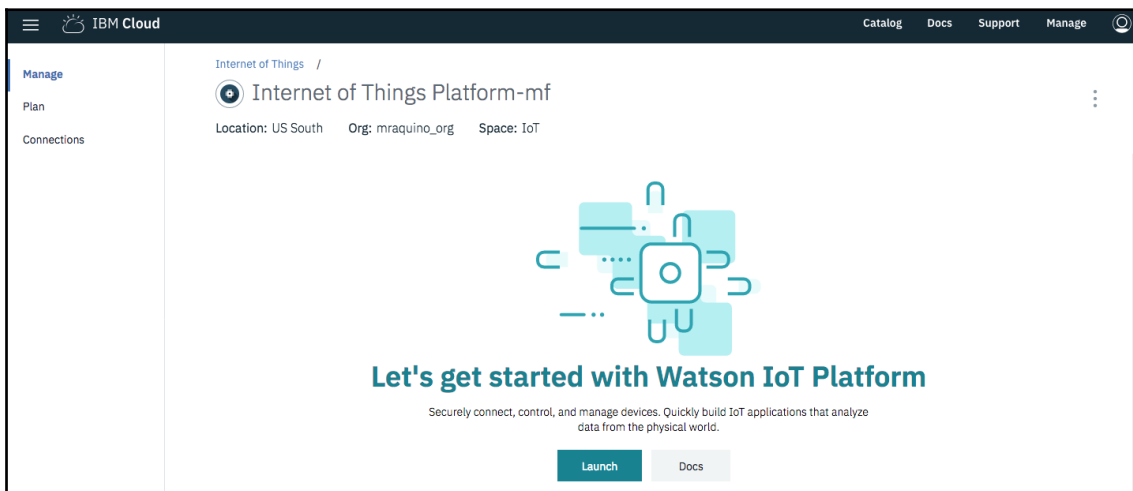 IBM Cloud
Catalog Docs Support Manage
Manage
Plan
Connections
Internet of Things /
Internet of Things Platform-mf
Location: US South Org: mraquino_org Space: IoT
Let's get started with Watson IoT Platform
Securely connect, control, and manage devices. Quickly build IoT applications that analyze
data from the physical world.
Launch Docs